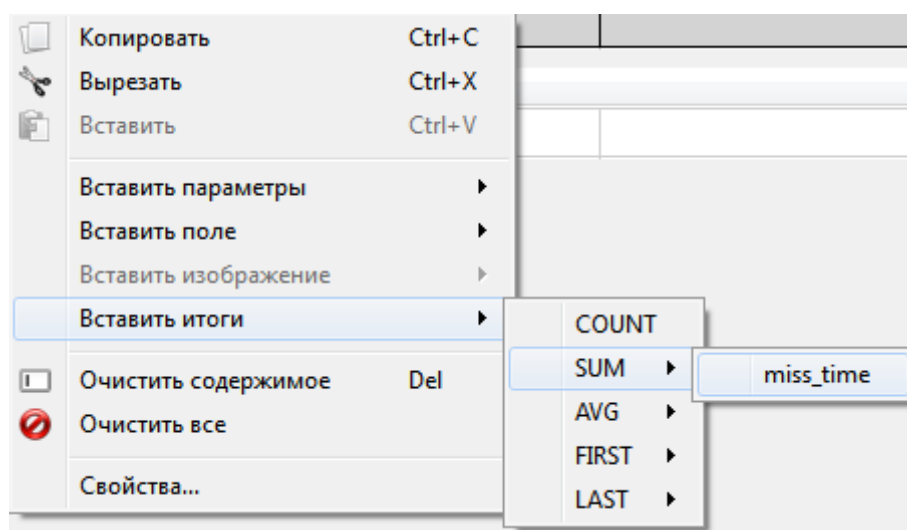 Копировать Ctrl+C
Вырезать Ctrl+X
Вставить Ctrl+V
Вставить параметры
Вставить поле
Вставить изображение
Вставить итоги
COUNT
SUM
miss_time
AVG
FIRST
LAST
Очистить содержимое Del
Очистить все
Свойства...